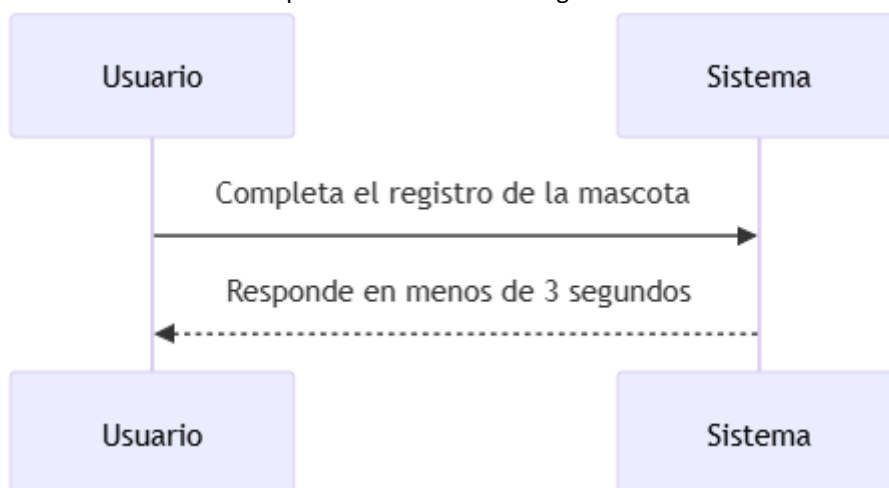 Usuario
Sistema
Completa el registro de la mascota
Responde en menos de 3 segundos
Usuario
Sistema